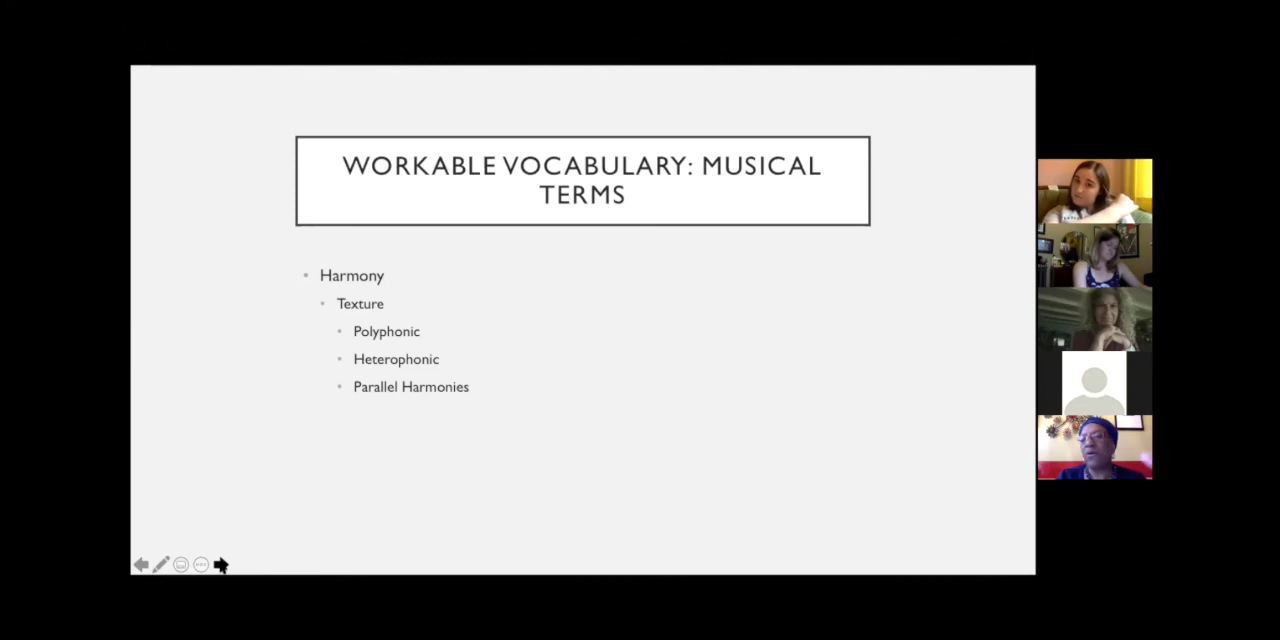 WORKABLE VOCABULARY: MUSICAL
TERMS
Harmony
Texture
Polyphonic
Heterophonic
Parallel Harmonies